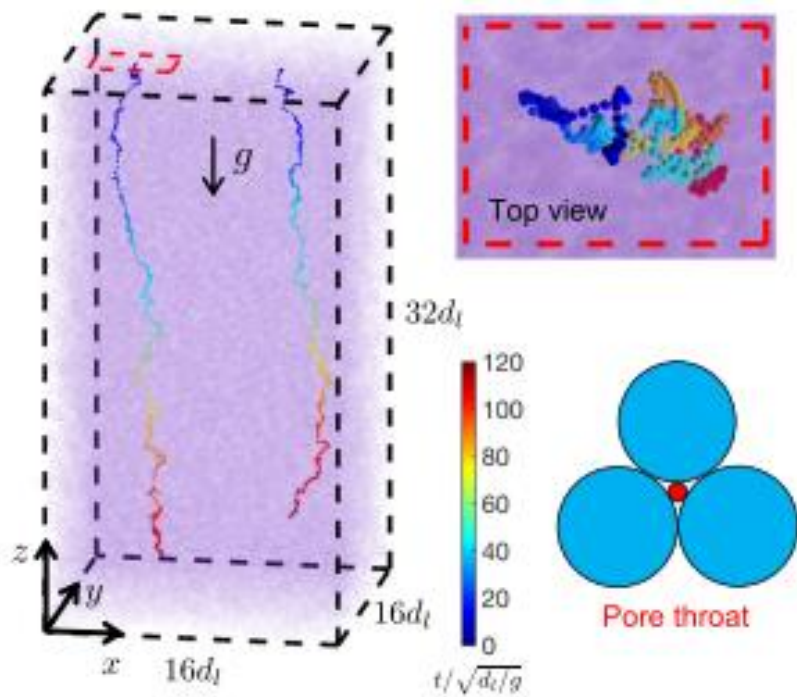 g
Top view
32d_l
120
100
80
60
40
20
0
z
y
x
16d_l
16d_l
t/√d_l/g
Pore throat